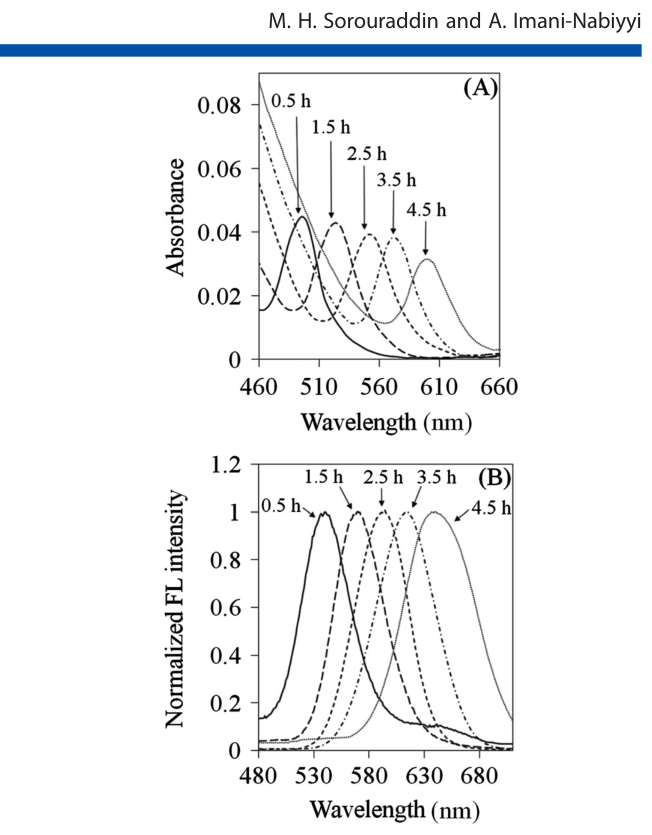 M. H. Sorouraddin and A. Imani-Nabiyyi
(A)
0.5 h
1.5 h
2.5 h
3.5 h
4.5 h
0.08
0.06
0.04
0.02
0
Absorbance
460 510 560 610 660
Wavelength (nm)
(B)
1.5 h 2.5 h 3.5 h
0.5 h 4.5 h
1.2
1
0.8
0.6
0.4
0.2
0
Normalized FL intensity
480 530 580 630 680
Wavelength (nm)